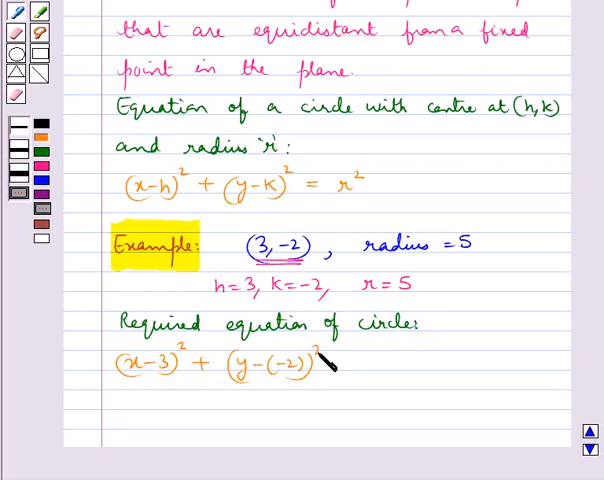 that are equidistant from a fixed
point in the plane.
Equation of a circle with centre at (h,k)
and radius 'r':
(x-h)² + (y-k)² = r²
Example: (3,-2), radius = 5
h=3, k=-2, r=5
Required equation of circle:
(x-3)² + (y-(-2))²